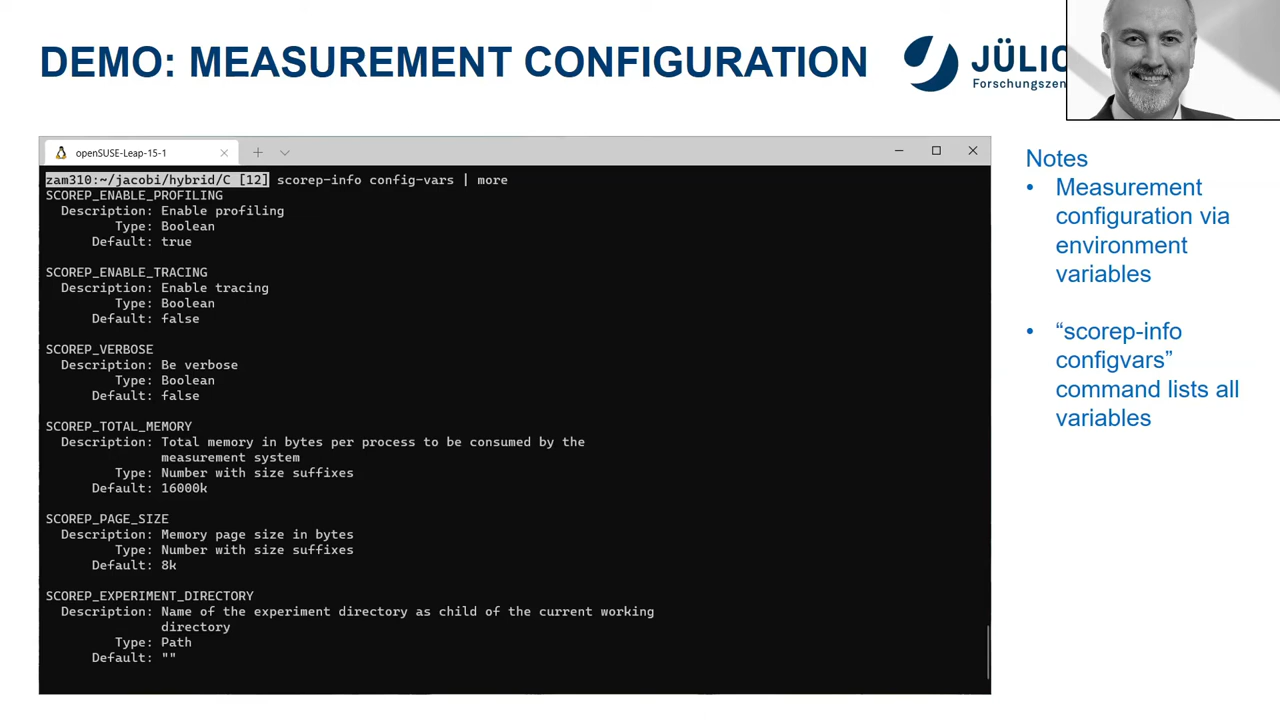 DEMO: MEASUREMENT CONFIGURATION
JÜLIC
Forschungszen
openSUSE-Leap-15-1
zam310:~/jacobi/hybrid/C [12] scorep-info config-vars | more
SCOREP_ENABLE_PROFILING
Description: Enable profiling
Type: Boolean
Default: true
SCOREP_ENABLE_TRACING
Description: Enable tracing
Type: Boolean
Default: false
SCOREP_VERBOSE
Description: Be verbose
Type: Boolean
Default: false
SCOREP_TOTAL_MEMORY
Description: Total memory in bytes per process to be consumed by the
measurement system
Type: Number with size suffixes
Default: 16000k
SCOREP_PAGE_SIZE
Description: Memory page size in bytes
Type: Number with size suffixes
Default: 8k
SCOREP_EXPERIMENT_DIRECTORY
Description: Name of the experiment directory as child of the current working
directory
Type: Path
Default: ""
Notes
• Measurement
configuration via
environment
variables
• “scorep-info
configvars”
command lists all
variables